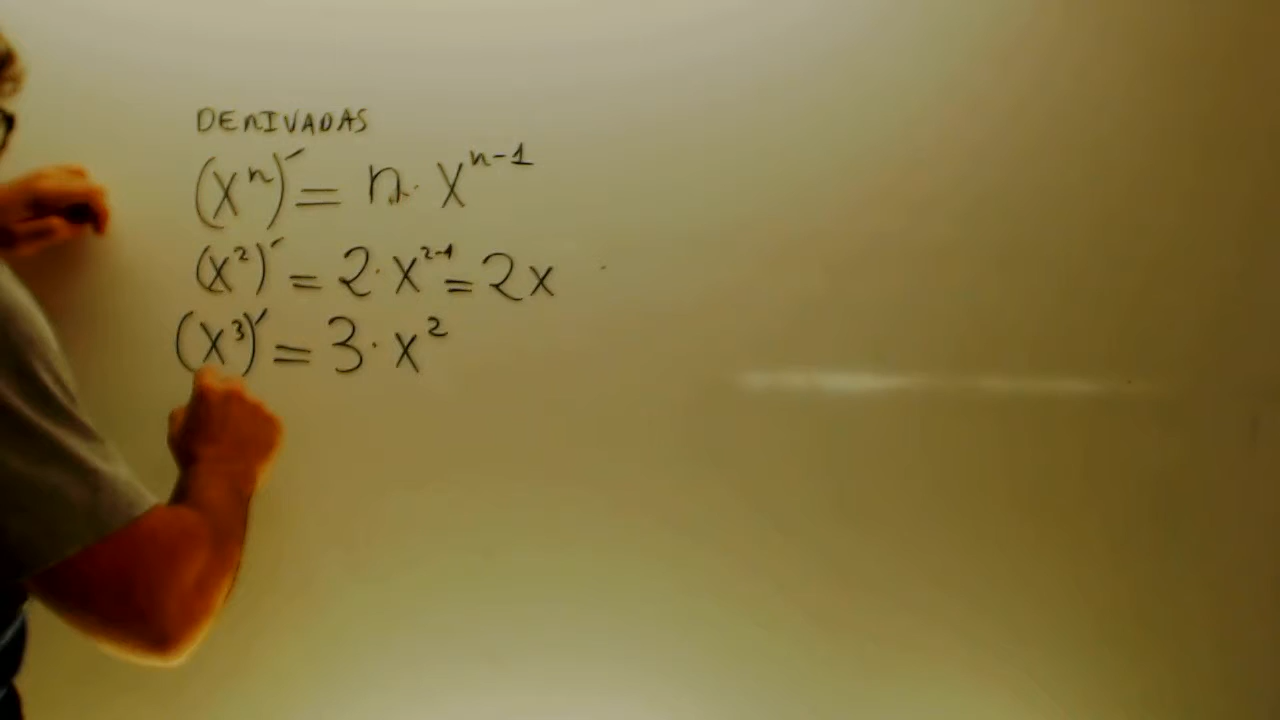 DERIVADAS
(xⁿ)´ = n · xⁿ⁻¹
(x²)´ = 2 · x²⁻¹ = 2x
(x³)´ = 3 · x²